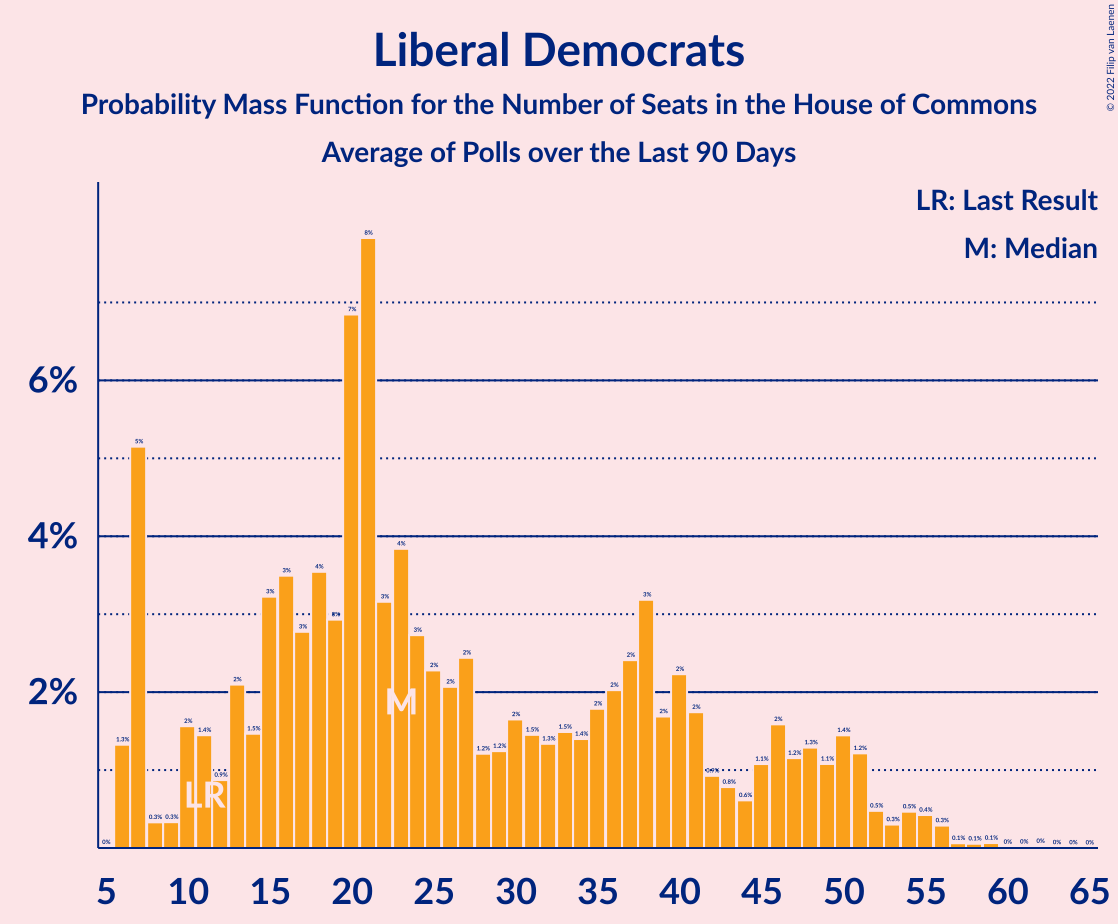 Liberal Democrats
Probability Mass Function for the Number of Seats in the House of Commons
Average of Polls over the Last 90 Days
© 2022 Filip van Laenen
LR: Last Result
M: Median
6%
4%
2%
0% 1.3% 5% 0.3% 0.3% 2% 1.4% 0.9% 2% 1.5% 3% 3% 3% 4% 7% 8% 3% 4% 3% 2% 2% 2% 1.2% 1.2% 2% 1.5% 1.3% 1.5% 1.4% 2% 2% 2% 3% 2% 2% 2% 0.9% 0.8% 0.6% 1.1% 2% 1.2% 1.3% 1.1% 1.4% 1.2% 0.5% 0.3% 0.5% 0.4% 0.3% 0.1% 0.1% 0.1% 0% 0% 0% 0% 0% 0%
M
LR
5 10 15 20 25 30 35 40 45 50 55 60 65